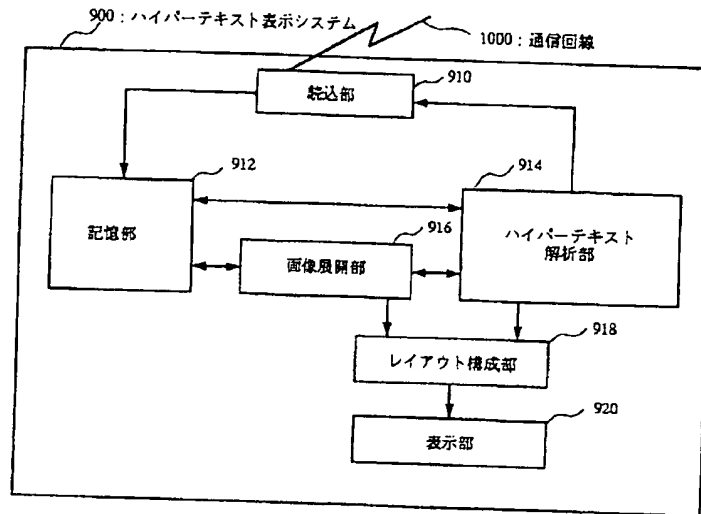 900：ハイパーテキスト表示システム
1000：通信回線
910
読込部
912
914
記憶部
916
ハイパーテキスト
解析部
画像展開部
918
レイアウト構成部
920
表示部